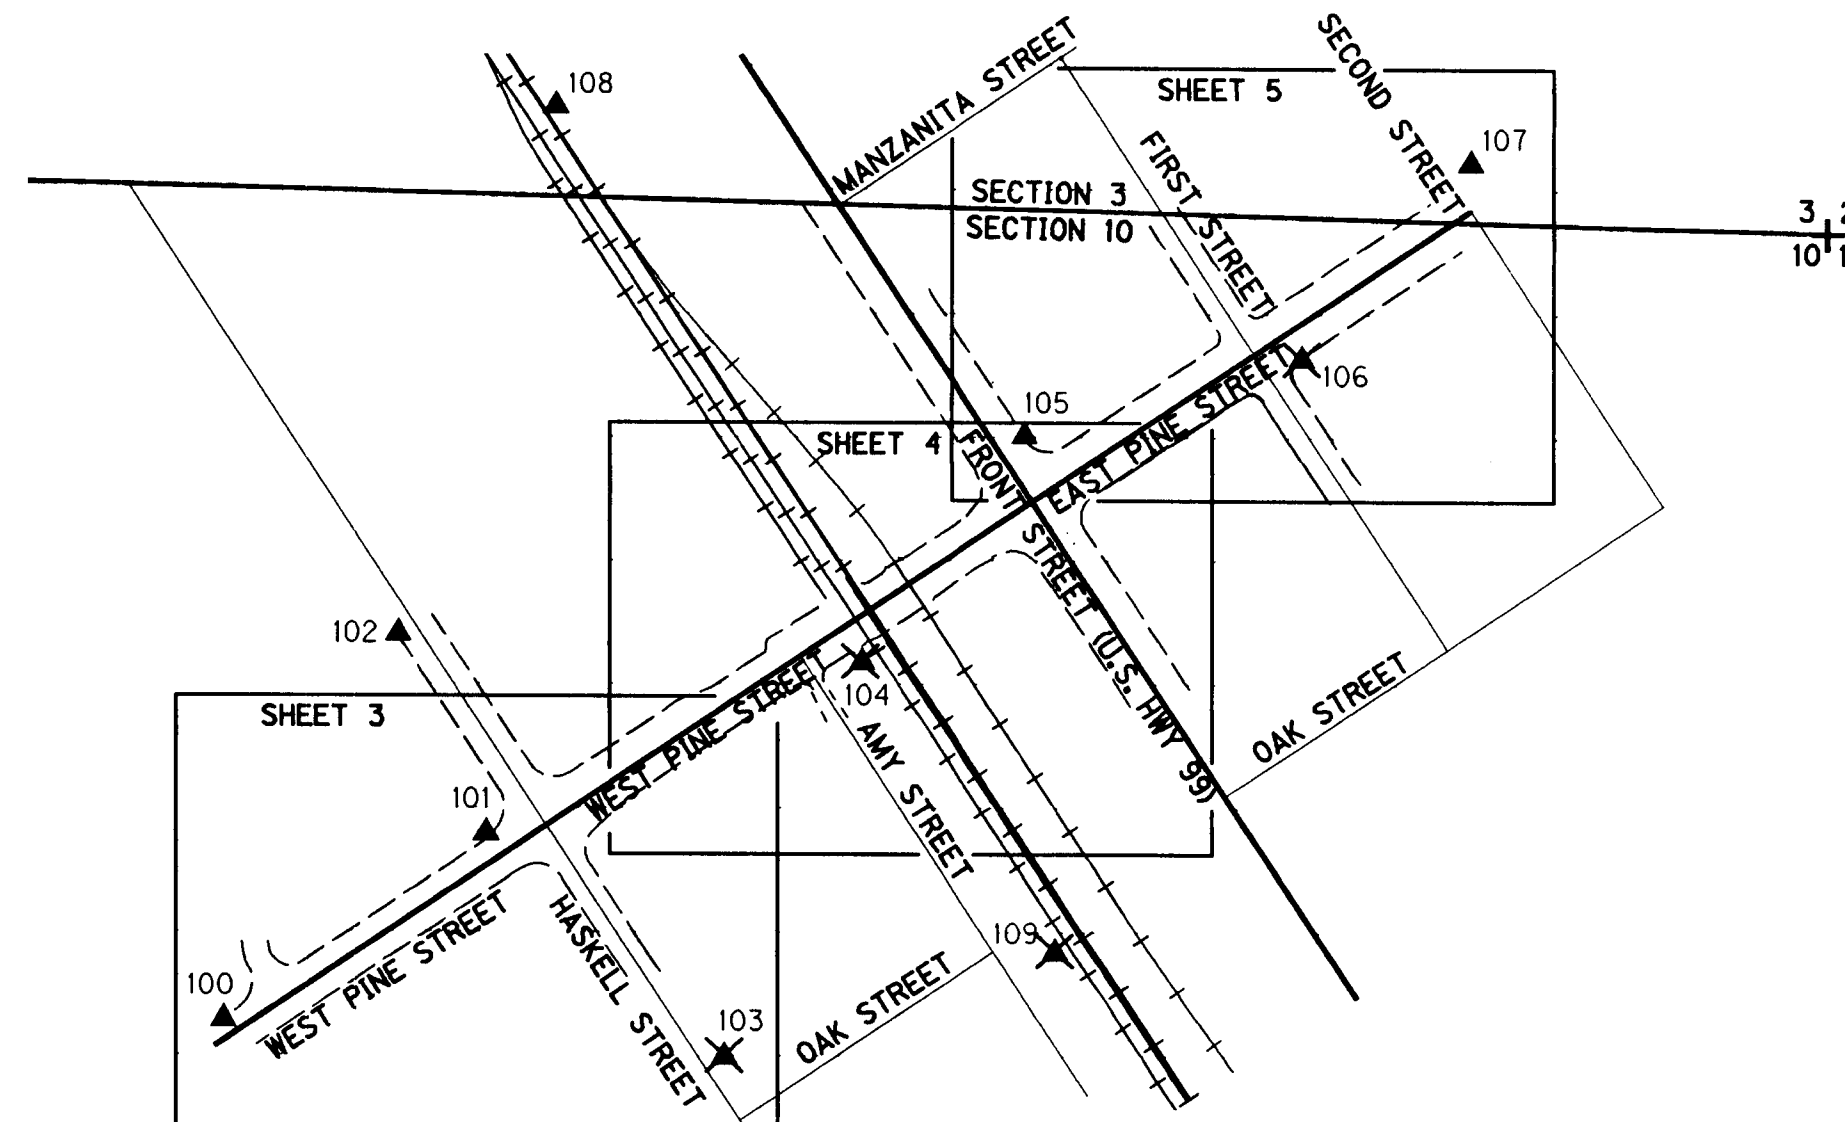 108
MANZANITA STREET
SHEET 5
SECOND STREET
107
FIRST STREET
SECTION 3
SECTION 10
3
10
106
105
SHEET 4
EAST PINE STREET
FRONT STREET (U.S. HWY 99)
102
104
WEST PINE STREET
OAK STREET
SHEET 3
AMY STREET
101
109
100
WEST PINE STREET
HASKELL STREET
103
OAK STREET